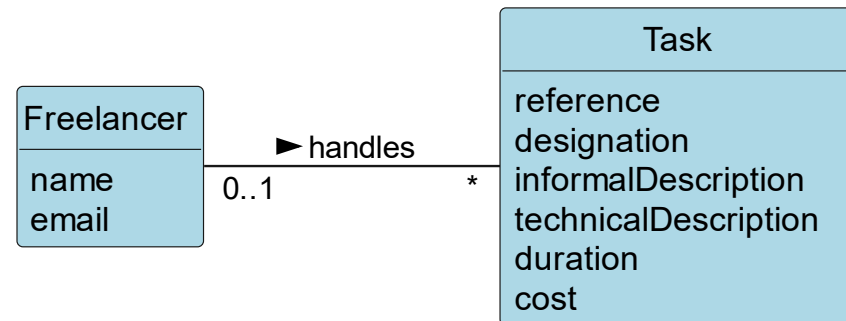 Task
Freelancer
name
email
► handles
0..1
*
reference
designation
informalDescription
technicalDescription
duration
cost